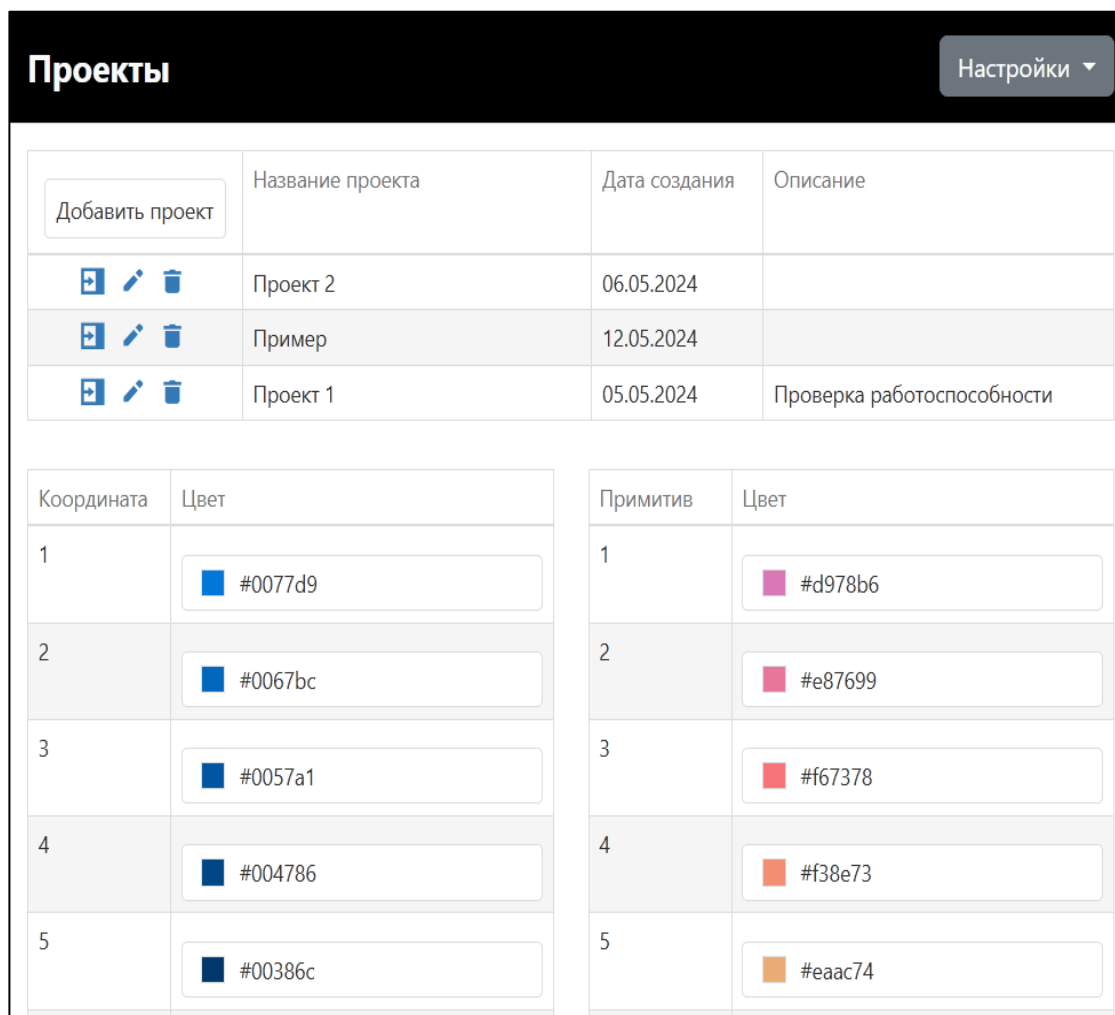 Проекты
Настройки
Добавить проект
Название проекта
Дата создания
Описание
Проект 2
06.05.2024
Пример
12.05.2024
Проект 1
05.05.2024
Проверка работоспособности
Координата
Цвет
1
#0077d9
2
#0067bc
3
#0057a1
4
#004786
5
#00386c
Примитив
Цвет
1
#d978b6
2
#e87699
3
#f67378
4
#f38e73
5
#eaac74